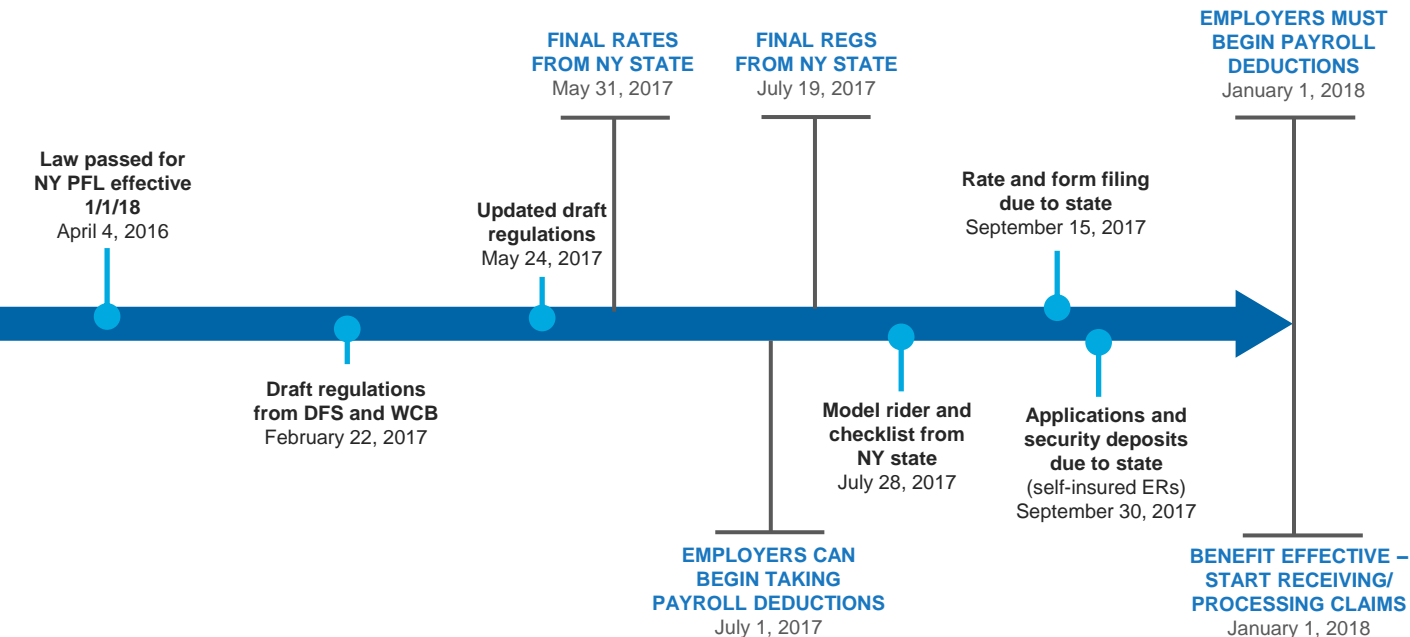 EMPLOYERS MUST
BEGIN PAYROLL
DEDUCTIONS
January 1, 2018
FINAL RATES
FROM NY STATE
May 31, 2017
FINAL REGS
FROM NY STATE
July 19, 2017
Law passed for
NY PFL effective
1/1/18
April 4, 2016
Updated draft
regulations
May 24, 2017
Rate and form filing
due to state
September 15, 2017
Draft regulations
from DFS and WCB
February 22, 2017
Model rider and
checklist from
NY state
July 28, 2017
Applications and
security deposits
due to state
(self-insured ERs)
September 30, 2017
EMPLOYERS CAN
BEGIN TAKING
PAYROLL DEDUCTIONS
July 1, 2017
BENEFIT EFFECTIVE –
START RECEIVING/
PROCESSING CLAIMS
January 1, 2018